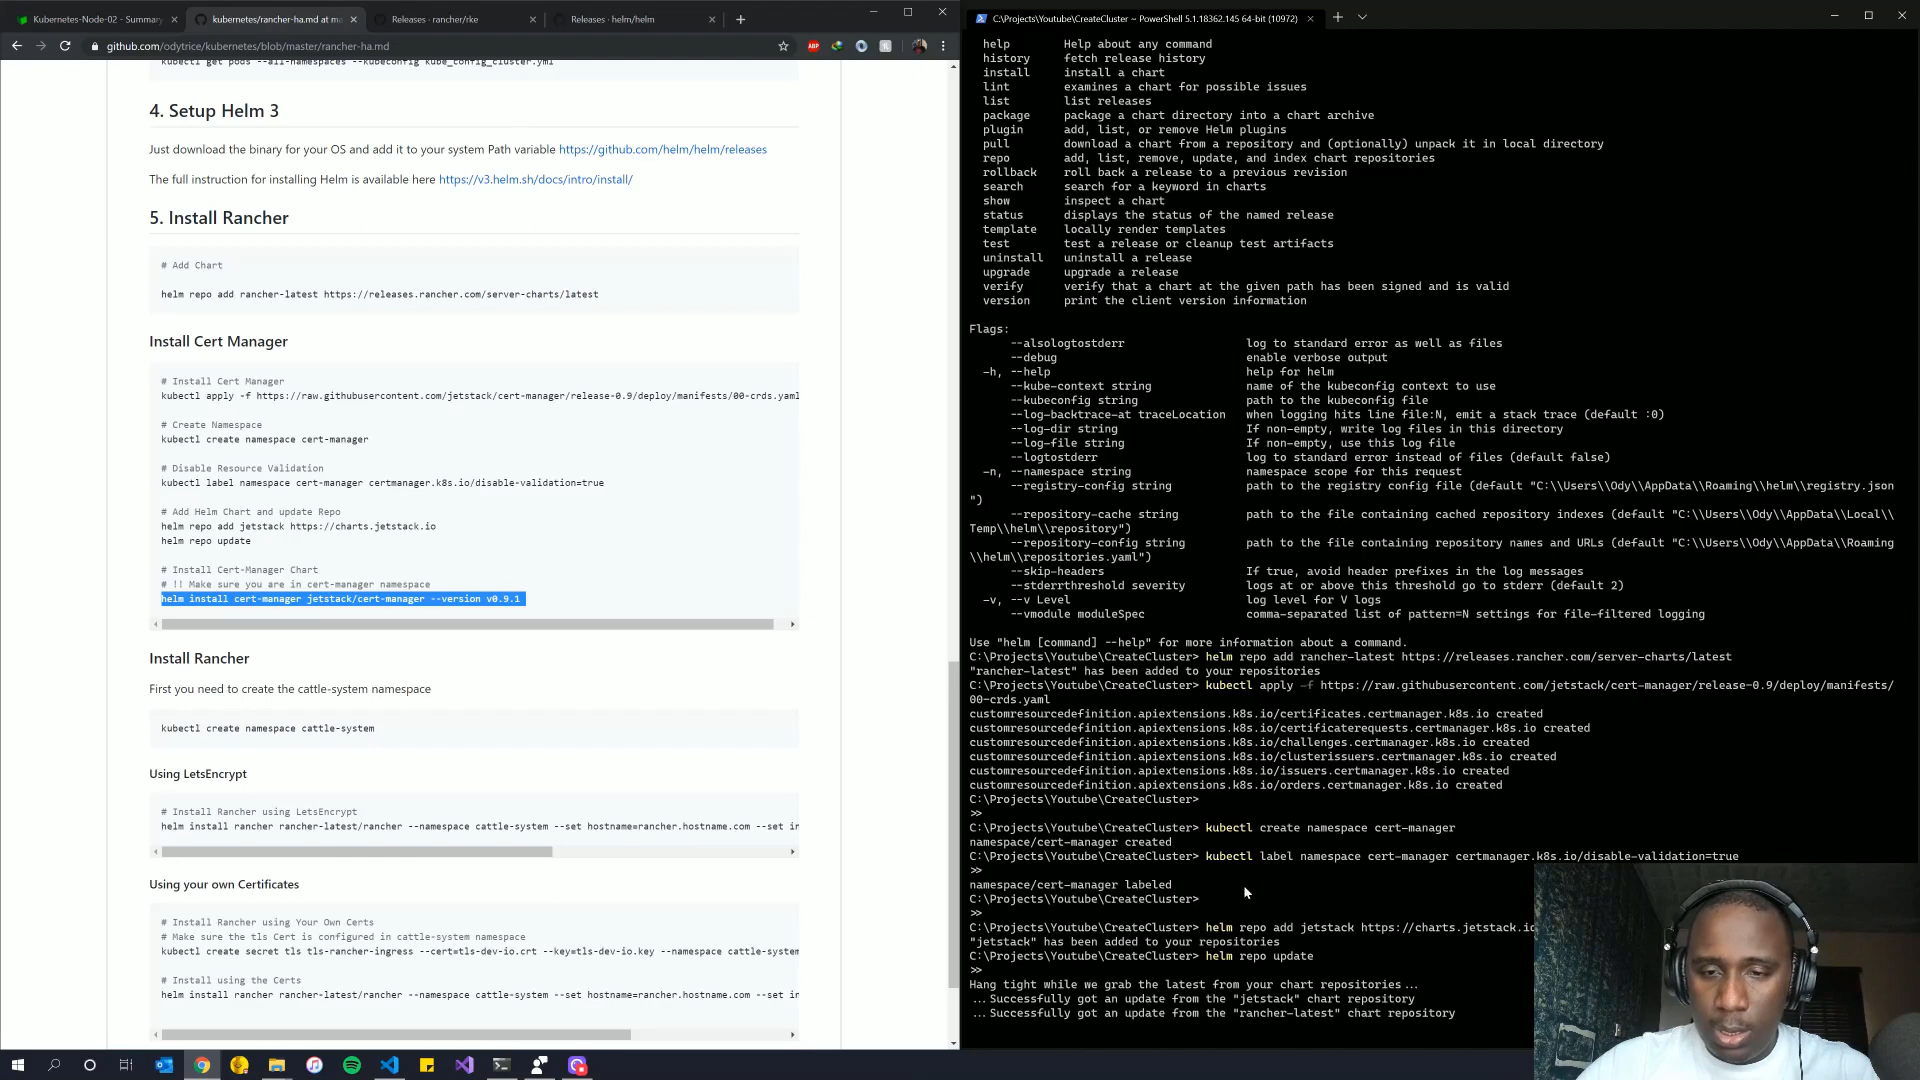 Kubernetes-Node-02 - Summary
kubernetes/rancher-ha.md at ma
Releases · rancher/rke
Releases · helm/helm
github.com/odytrice/kubernetes/blob/master/rancher-ha.md
ABP
kubectl get pods --all-namespaces --kubeconfig kube_config_cluster.yml
4. Setup Helm 3
Just download the binary for your OS and add it to your system Path variable https://github.com/helm/helm/releases
The full instruction for installing Helm is available here https://v3.helm.sh/docs/intro/install/
5. Install Rancher
# Add Chart
helm repo add rancher-latest https://releases.rancher.com/server-charts/latest
Install Cert Manager
# Install Cert Manager
kubectl apply -f https://raw.githubusercontent.com/jetstack/cert-manager/release-0.9/deploy/manifests/00-crds.yaml
# Create Namespace
kubectl create namespace cert-manager
# Disable Resource Validation
kubectl label namespace cert-manager certmanager.k8s.io/disable-validation=true
# Add Helm Chart and update Repo
helm repo add jetstack https://charts.jetstack.io
helm repo update
# Install Cert-Manager Chart
# !! Make sure you are in cert-manager namespace
helm install cert-manager jetstack/cert-manager --version v0.9.1
Install Rancher
First you need to create the cattle-system namespace
kubectl create namespace cattle-system
Using LetsEncrypt
# Install Rancher using LetsEncrypt
helm install rancher rancher-latest/rancher --namespace cattle-system --set hostname=rancher.hostname.com --set in
Using your own Certificates
# Install Rancher using Your Own Certs
# Make sure the tls Cert is configured in cattle-system namespace
kubectl create secret tls tls-rancher-ingress --cert=tls-dev-io.crt --key=tls-dev-io.key --namespace cattle-system
# Install using the Certs
helm install rancher rancher-latest/rancher --namespace cattle-system --set hostname=rancher.hostname.com --set in
C:\Projects\Youtube\CreateCluster ~ PowerShell 5.1.18362.145 64-bit (10972)
help Help about any command
history fetch release history
install install a chart
lint examines a chart for possible issues
list list releases
package package a chart directory into a chart archive
plugin add, list, or remove Helm plugins
pull download a chart from a repository and (optionally) unpack it in local directory
repo add, list, remove, update, and index chart repositories
rollback roll back a release to a previous revision
search search for a keyword in charts
show inspect a chart
status displays the status of the named release
template locally render templates
test test a release or cleanup test artifacts
uninstall uninstall a release
upgrade upgrade a release
verify verify that a chart at the given path has been signed and is valid
version print the client version information
Flags:
--alsologtostderr log to standard error as well as files
--debug enable verbose output
-h, --help help for helm
--kube-context string name of the kubeconfig context to use
--kubeconfig string path to the kubeconfig file
--log-backtrace-at traceLocation when logging hits line file:N, emit a stack trace (default :0)
--log-dir string If non-empty, write log files in this directory
--log-file string If non-empty, use this log file
--logtostderr log to standard error instead of files (default false)
-n, --namespace string namespace scope for this request
--registry-config string path to the registry config file (default "C:\\Users\\Ody\\AppData\\Roaming\\helm\\registry.json
")
--repository-cache string path to the file containing cached repository indexes (default "C:\\Users\\Ody\\AppData\\Local\\
Temp\\helm\\repository")
--repository-config string path to the file containing repository names and URLs (default "C:\\Users\\Ody\\AppData\\Roaming
\\helm\\repositories.yaml")
--skip-headers If true, avoid header prefixes in the log messages
--stderrthreshold severity logs at or above this threshold go to stderr (default 2)
-v, --v Level log level for V logs
--vmodule moduleSpec comma-separated list of pattern=N settings for file-filtered logging
Use "helm [command] --help" for more information about a command.
C:\Projects\Youtube\CreateCluster> helm repo add rancher-latest https://releases.rancher.com/server-charts/latest
"rancher-latest" has been added to your repositories
C:\Projects\Youtube\CreateCluster> kubectl apply -f https://raw.githubusercontent.com/jetstack/cert-manager/release-0.9/deploy/manifests/
00-crds.yaml
customresourcedefinition.apiextensions.k8s.io/certificates.certmanager.k8s.io created
customresourcedefinition.apiextensions.k8s.io/certificaterequests.certmanager.k8s.io created
customresourcedefinition.apiextensions.k8s.io/challenges.certmanager.k8s.io created
customresourcedefinition.apiextensions.k8s.io/clusterissuers.certmanager.k8s.io created
customresourcedefinition.apiextensions.k8s.io/issuers.certmanager.k8s.io created
customresourcedefinition.apiextensions.k8s.io/orders.certmanager.k8s.io created
C:\Projects\Youtube\CreateCluster>
>>
C:\Projects\Youtube\CreateCluster> kubectl create namespace cert-manager
namespace/cert-manager created
C:\Projects\Youtube\CreateCluster> kubectl label namespace cert-manager certmanager.k8s.io/disable-validation=true
>>
namespace/cert-manager labeled
C:\Projects\Youtube\CreateCluster>
>>
C:\Projects\Youtube\CreateCluster> helm repo add jetstack https://charts.jetstack.io
"jetstack" has been added to your repositories
C:\Projects\Youtube\CreateCluster> helm repo update
>>
Hang tight while we grab the latest from your chart repositories...
...Successfully got an update from the "jetstack" chart repository
...Successfully got an update from the "rancher-latest" chart repository